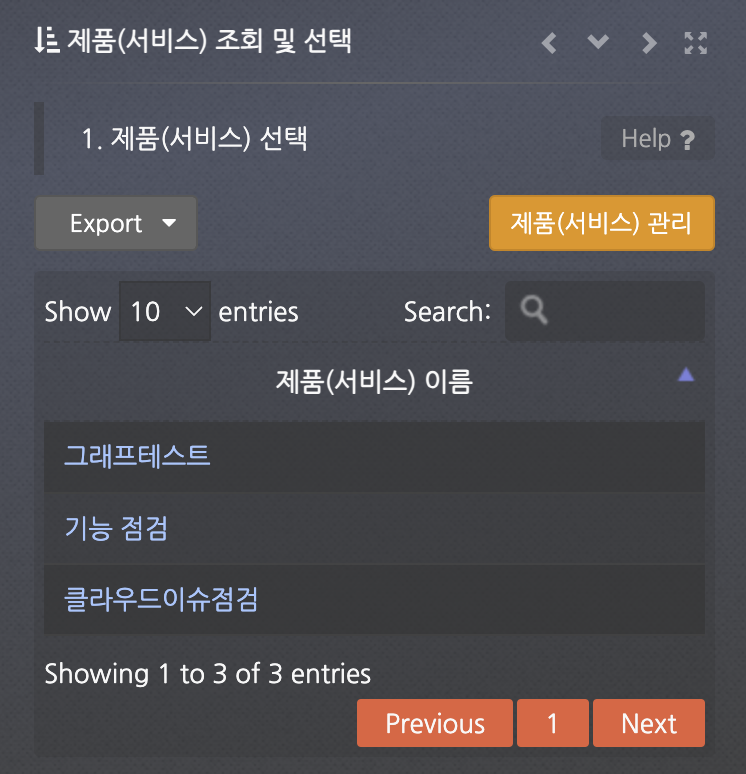 제품(서비스) 조회 및 선택
1. 제품(서비스) 선택
Help ?
Export
제품(서비스) 관리
Show 10 entries
Search:
제품(서비스) 이름
그래프테스트
기능 점검
클라우드이슈점검
Showing 1 to 3 of 3 entries
Previous 1 Next